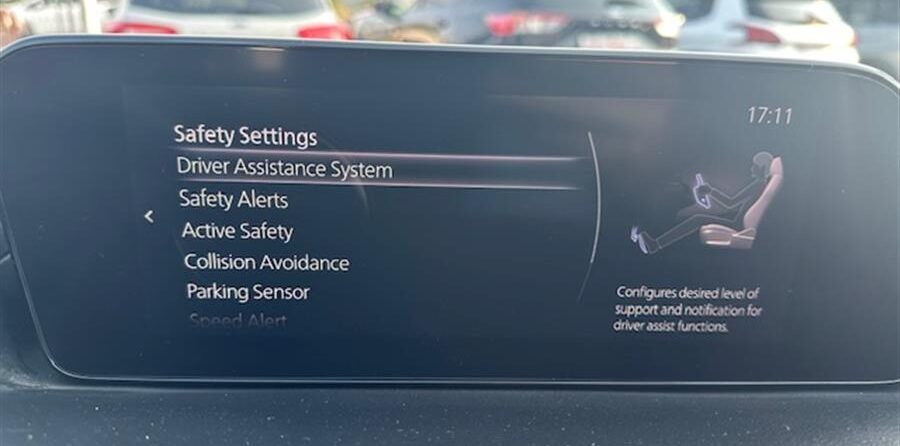 17:11
Safety Settings
Driver Assistance System
Safety Alerts
Active Safety
Collision Avoidance
Parking Sensor
Speed Alert
Configures desired level of
support and notification for
driver assist functions.